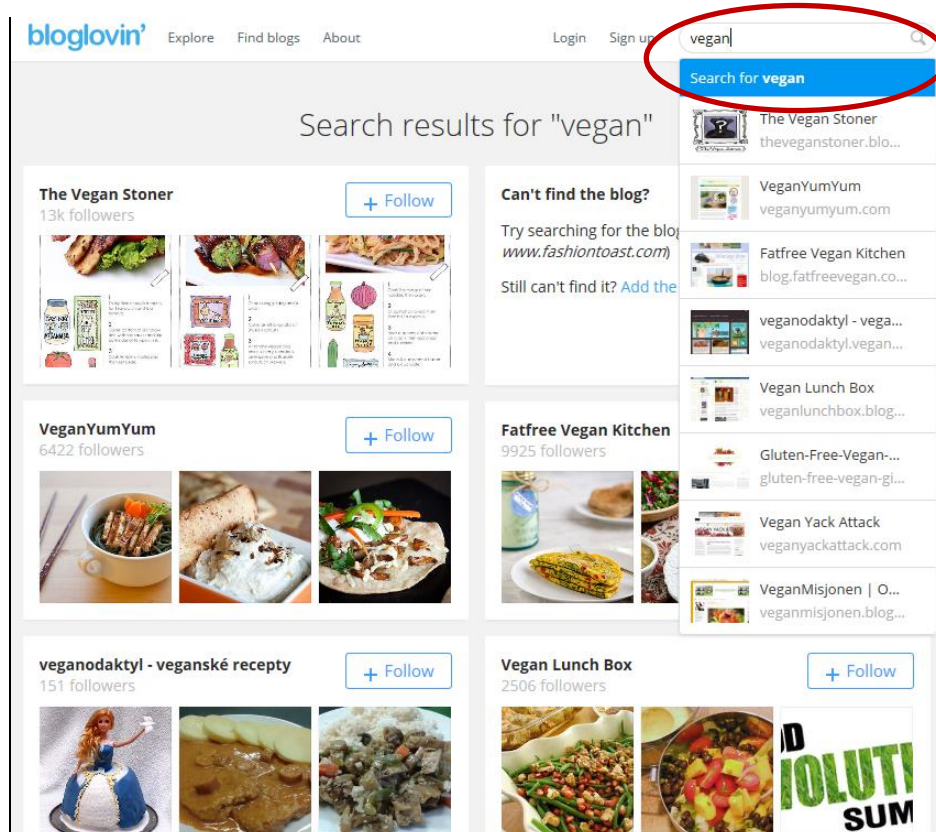 bloglovin'
Explore Find blogs About
Login Sign up
vegan
Search for vegan
The Vegan Stoner
theveganstoner.blo...
VeganYumYum
veganyumyum.com
Fatfree Vegan Kitchen
blog.fatfreevegan.co...
veganodaktyl - vega...
veganodaktyl.vegan...
Vegan Lunch Box
veganlunchbox.blog...
Gluten-Free-Vegan-...
gluten-free-vegan-gi...
Vegan Yack Attack
veganyackattack.com
VeganMisjonen | O...
veganmisjonen.blog...
Search results for "vegan"
The Vegan Stoner
13k followers
+ Follow
Can't find the blog?
Try searching for the blog
www.fashiontoast.com)
Still can't find it? Add the
VeganYumYum
6422 followers
+ Follow
Fatfree Vegan Kitchen
9925 followers
veganodaktyl - veganské recepty
151 followers
+ Follow
Vegan Lunch Box
2506 followers
+ Follow
SUM